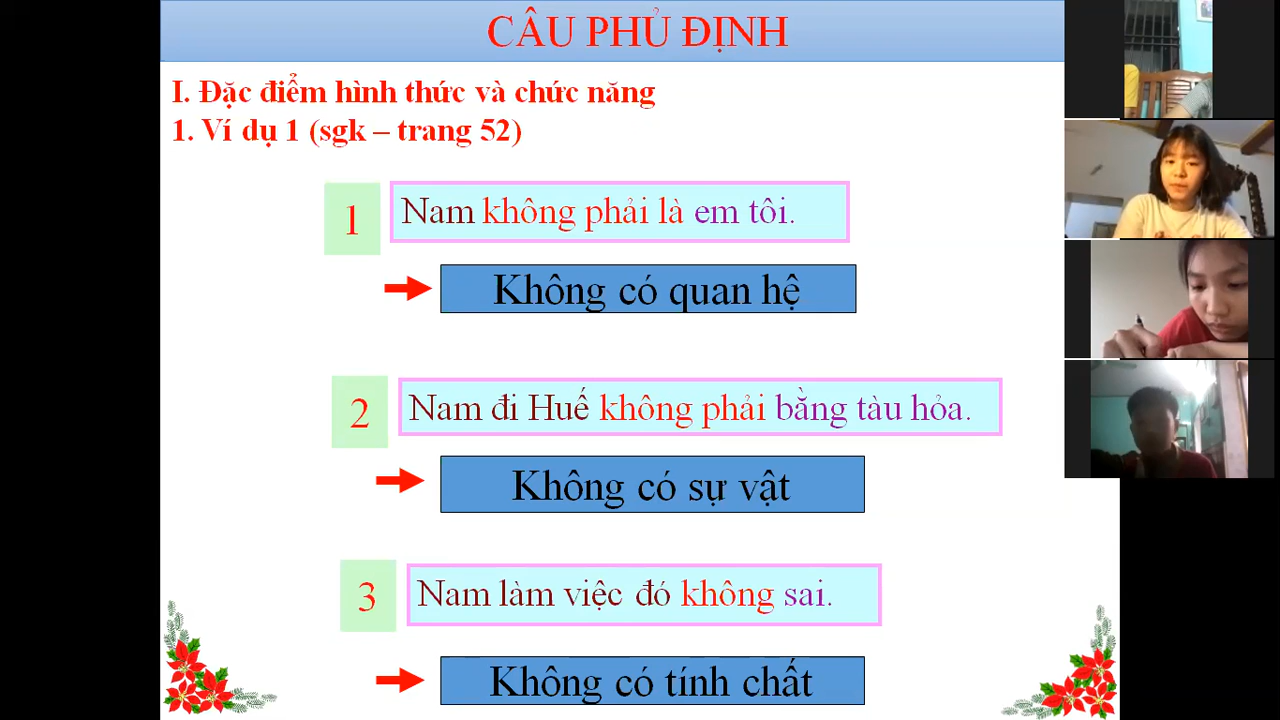 CÂU PHỦ ĐỊNH
I. Đặc điểm hình thức và chức năng
1. Ví dụ 1 (sgk – trang 52)
1
Nam không phải là em tôi.
Không có quan hệ
2
Nam đi Huế không phải bằng tàu hỏa.
Không có sự vật
3
Nam làm việc đó không sai.
Không có tính chất